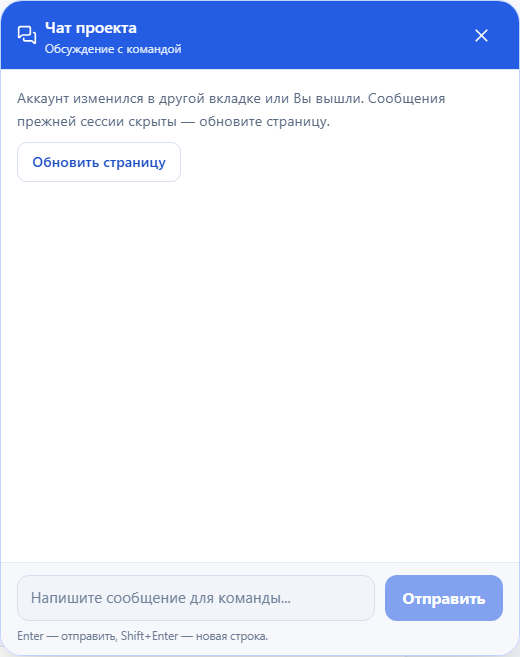 Чат проекта
Обсуждение с командой
Аккаунт изменился в другой вкладке или Вы вышли. Сообщения
прежней сессии скрыты — обновите страницу.
Обновить страницу
Напишите сообщение для команды...
Отправить
Enter — отправить, Shift+Enter — новая строка.